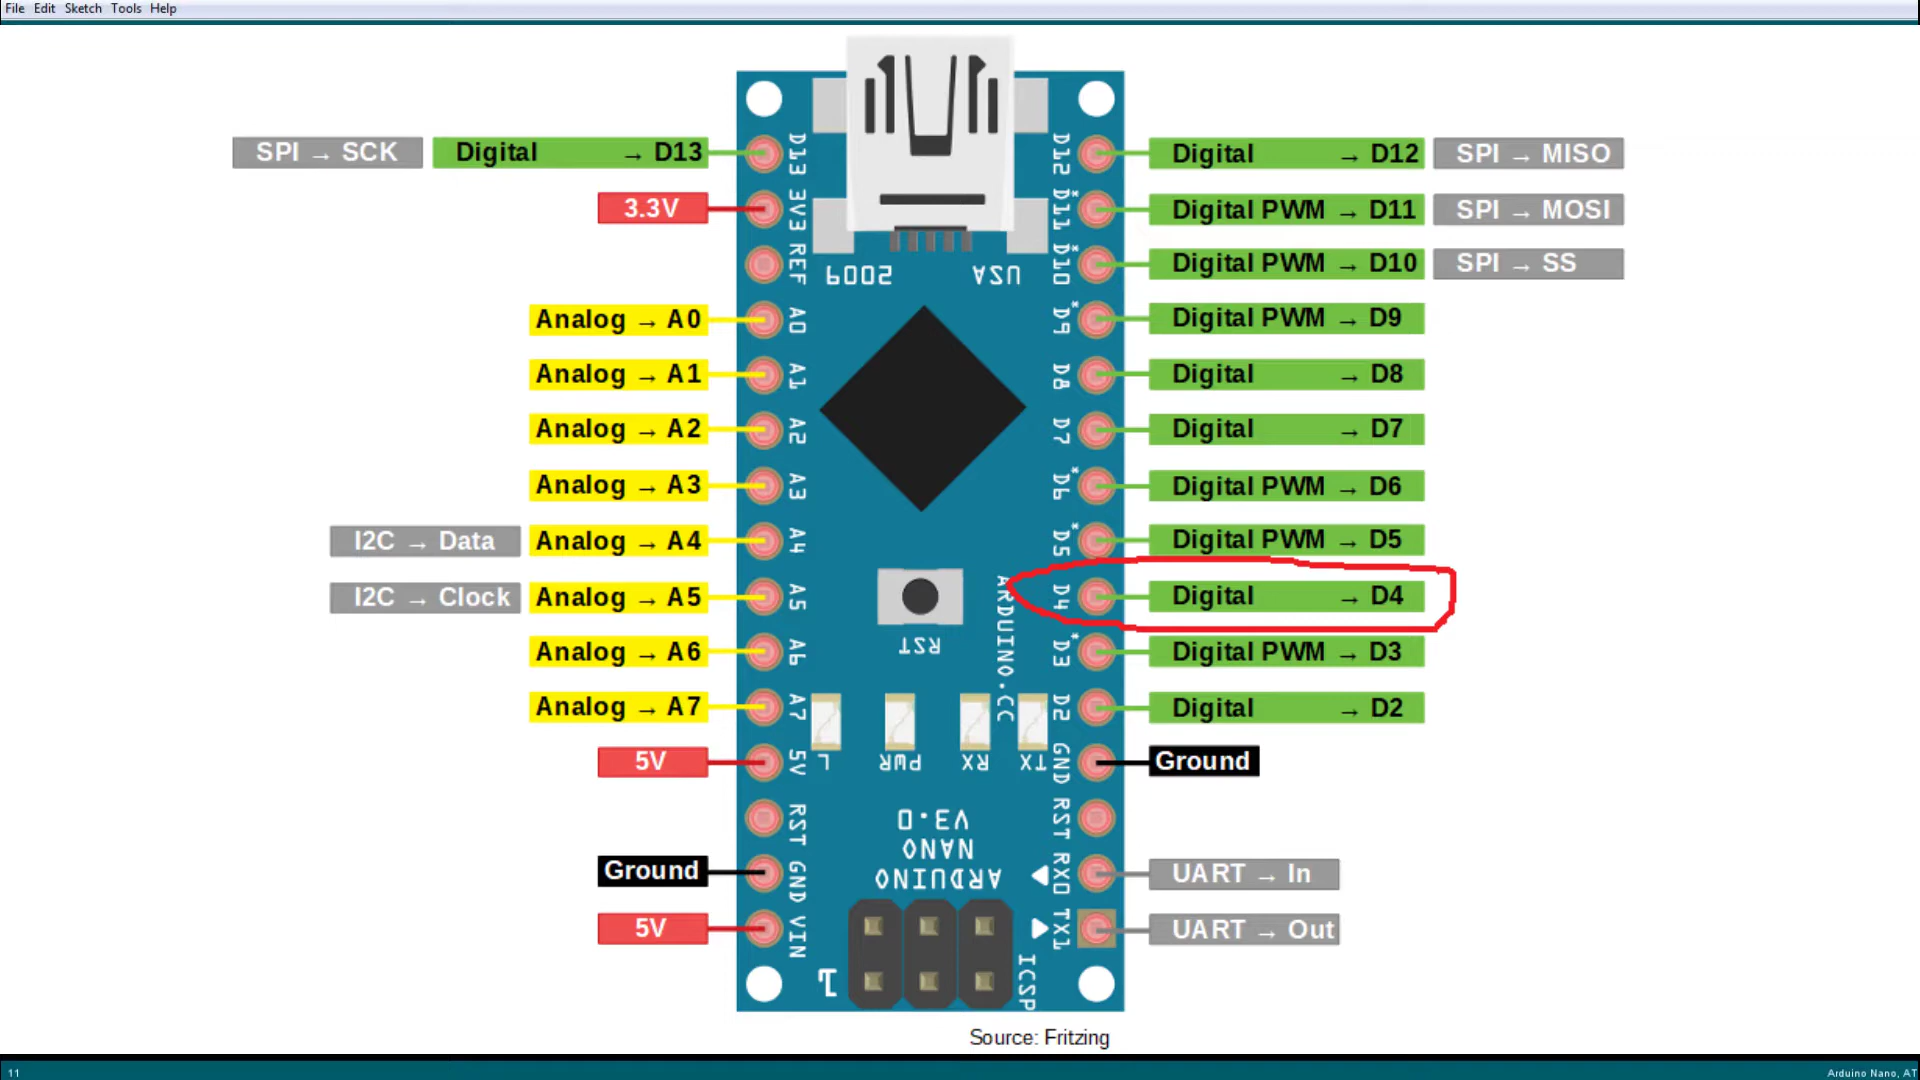 File Edit Sketch Tools Help
SPI → SCK Digital → D13 D13 D12 Digital → D12 SPI → MISO
3.3V 3V3 D11* Digital PWM → D11 SPI → MOSI
REF 2009 USA D10* Digital PWM → D10 SPI → SS
Analog → A0 A0 D9* Digital PWM → D9
Analog → A1 A1 D8 Digital → D8
Analog → A2 A2 D7 Digital → D7
Analog → A3 A3 D6* Digital PWM → D6
I2C → Data Analog → A4 A4 D5* Digital PWM → D5
I2C → Clock Analog → A5 A5 D4 Digital → D4
RST ARDUINO.CC
Analog → A6 A6 D3* Digital PWM → D3
Analog → A7 A7 D2 Digital → D2
5V 5V L PWR RX TX GND Ground
RST V3.0 RST
NANO
Ground GND ARDUINO RX0 UART → In
5V VIN TX1 UART → Out
1 ICSP
Source: Fritzing
11 Arduino Nano, AT